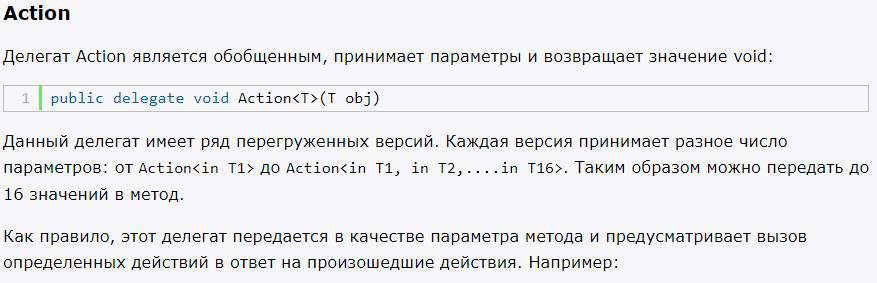 Action
Делегат Action является обобщенным, принимает параметры и возвращает значение void:
1 public delegate void Action<T>(T obj)
Данный делегат имеет ряд перегруженных версий. Каждая версия принимает разное число
параметров: от Action<in T1> до Action<in T1, in T2,....in T16>. Таким образом можно передать до
16 значений в метод.
Как правило, этот делегат передается в качестве параметра метода и предусматривает вызов
определенных действий в ответ на произошедшие действия. Например: